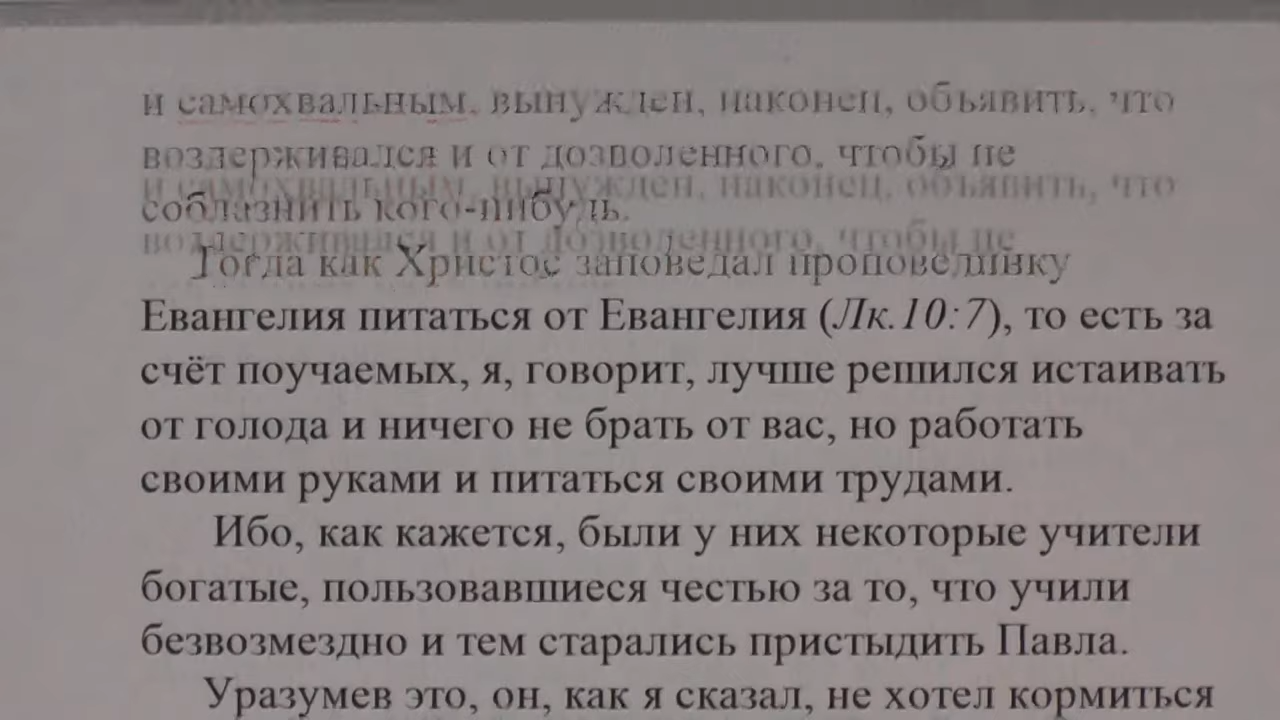 и самохвальным, вынужден, наконец, объявить, что
воздерживался и от дозволенного, чтобы не
соблазнить кого-нибудь.
Тогда как Христос заповедал проповеднику
Евангелия питаться от Евангелия (Лк.10:7), то есть за
счёт поучаемых, я, говорит, лучше решился истаивать
от голода и ничего не брать от вас, но работать
своими руками и питаться своими трудами.
Ибо, как кажется, были у них некоторые учители
богатые, пользовавшиеся честью за то, что учили
безвозмездно и тем старались пристыдить Павла.
Уразумев это, он, как я сказал, не хотел кормиться